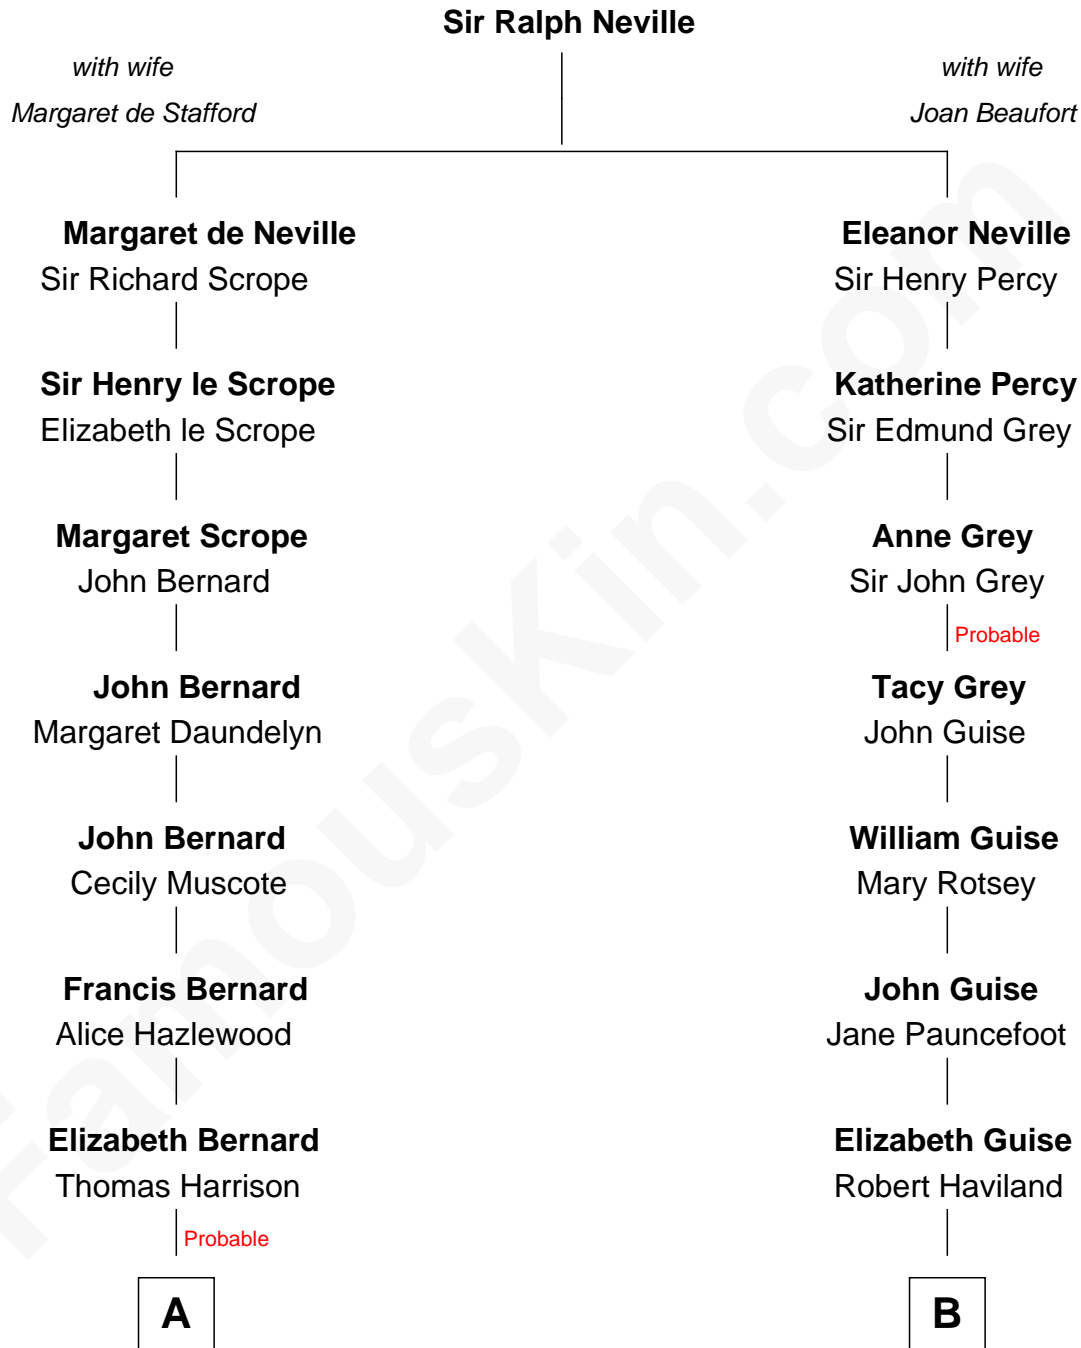 Sir Ralph Neville
with wife
Margaret de Stafford
with wife
Joan Beaufort
Margaret de Neville
Sir Richard Scrope
Eleanor Neville
Sir Henry Percy
Sir Henry le Scrope
Elizabeth le Scrope
Katherine Percy
Sir Edmund Grey
Margaret Scrope
John Bernard
Anne Grey
Sir John Grey
Probable
John Bernard
Margaret Daundelyn
Tacy Grey
John Guise
John Bernard
Cecily Muscote
William Guise
Mary Rotsey
Francis Bernard
Alice Hazlewood
John Guise
Jane Pauncefoot
Elizabeth Bernard
Thomas Harrison
Elizabeth Guise
Robert Haviland
Probable
A
B
FamousKin.com